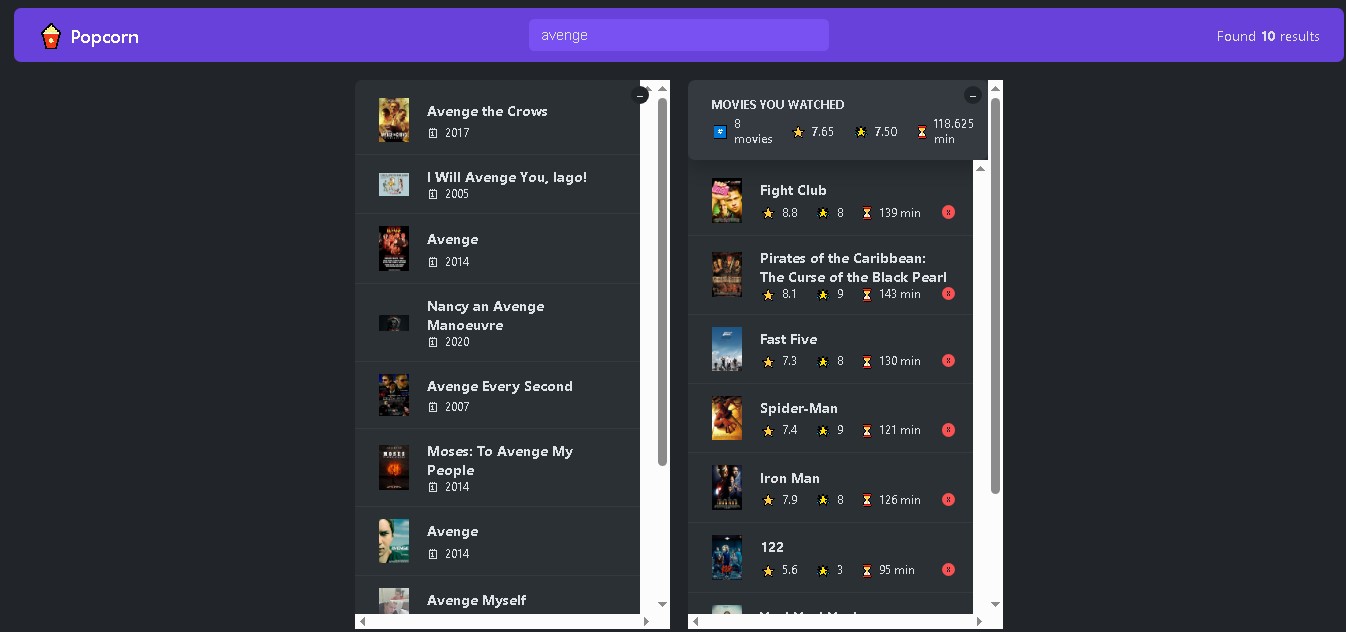 Popcorn
avenge
Found 10 results
Avenge the Crows
2017
I Will Avenge You, Iago!
2005
Avenge
2014
Nancy an Avenge
Manoeuvre
2020
Avenge Every Second
2007
Moses: To Avenge My
People
2014
Avenge
2014
Avenge Myself
MOVIES YOU WATCHED
8 movies 7.65 7.50 118.625 min
Fight Club
8.8 8 139 min
Pirates of the Caribbean:
The Curse of the Black Pearl
8.1 9 143 min
Fast Five
7.3 8 130 min
Spider-Man
7.4 9 121 min
Iron Man
7.9 8 126 min
122
5.6 3 95 min